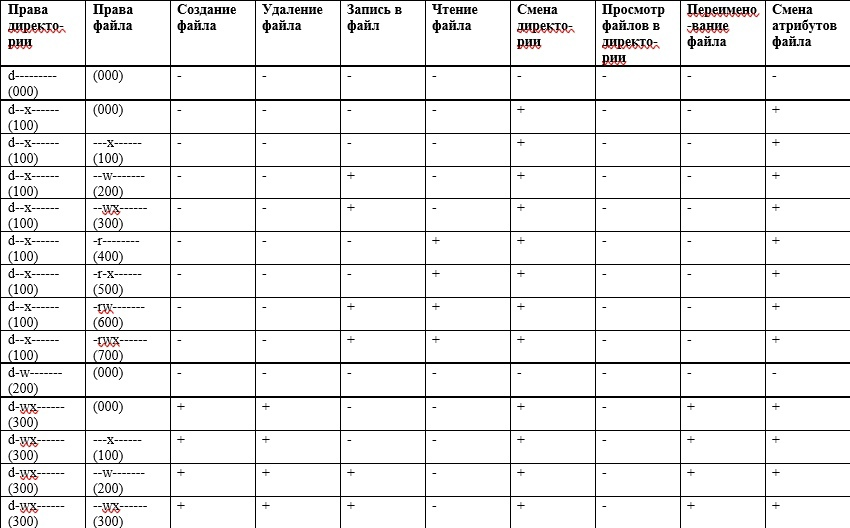 Права директо-рии | Права файла | Создание файла | Удаление файла | Запись в файл | Чтение файла | Смена директо-рии | Просмотр файлов в директо-рии | Переимено-вание файла | Смена атрибутов файла
d--------- (000) | (000) | - | - | - | - | - | - | - | -
d--x------ (100) | (000) | - | - | - | - | + | - | - | +
d--x------ (100) | ---x------ (100) | - | - | - | - | + | - | - | +
d--x------ (100) | --w------- (200) | - | - | + | - | + | - | - | +
d--x------ (100) | --wx------ (300) | - | - | + | - | + | - | - | +
d--x------ (100) | -r-------- (400) | - | - | - | + | + | - | - | +
d--x------ (100) | -r-x------ (500) | - | - | - | + | + | - | - | +
d--x------ (100) | -rw------- (600) | - | - | + | + | + | - | - | +
d--x------ (100) | -rwx------ (700) | - | - | + | + | + | - | - | +
d-w------- (200) | (000) | - | - | - | - | - | - | - | -
d-wx------ (300) | (000) | + | + | - | - | + | - | + | +
d-wx------ (300) | ---x------ (100) | + | + | - | - | + | - | + | +
d-wx------ (300) | --w------- (200) | + | + | + | - | + | - | + | +
d-wx------ (300) | --wx------ (300) | + | + | + | - | + | - | + | +